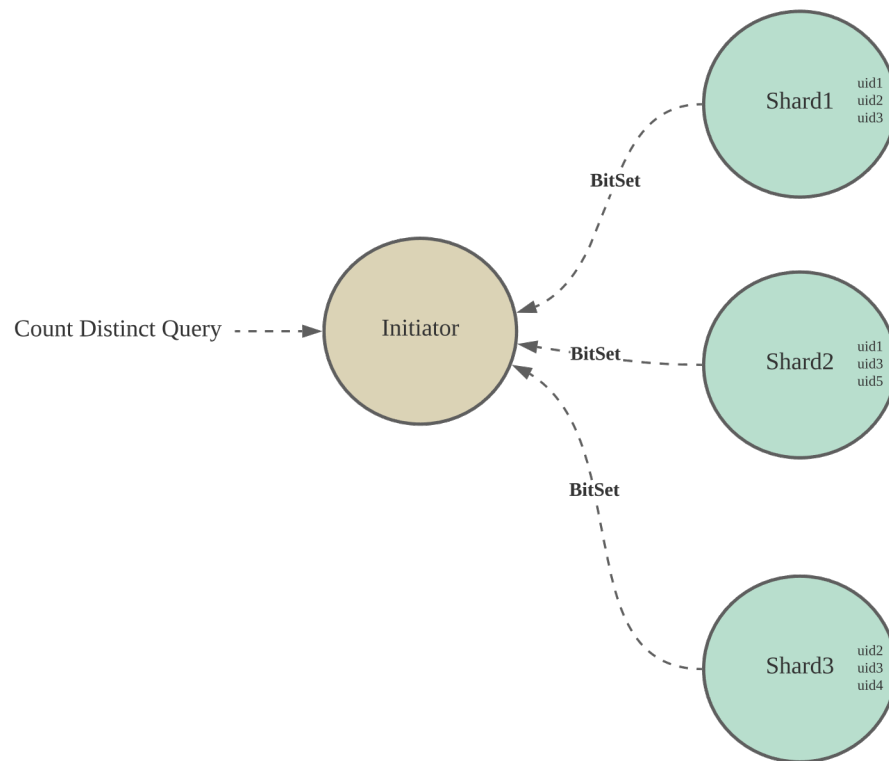 Shard1
uid1
uid2
uid3
BitSet
Count Distinct Query
Initiator
BitSet
Shard2
uid1
uid3
uid5
BitSet
Shard3
uid2
uid3
uid4